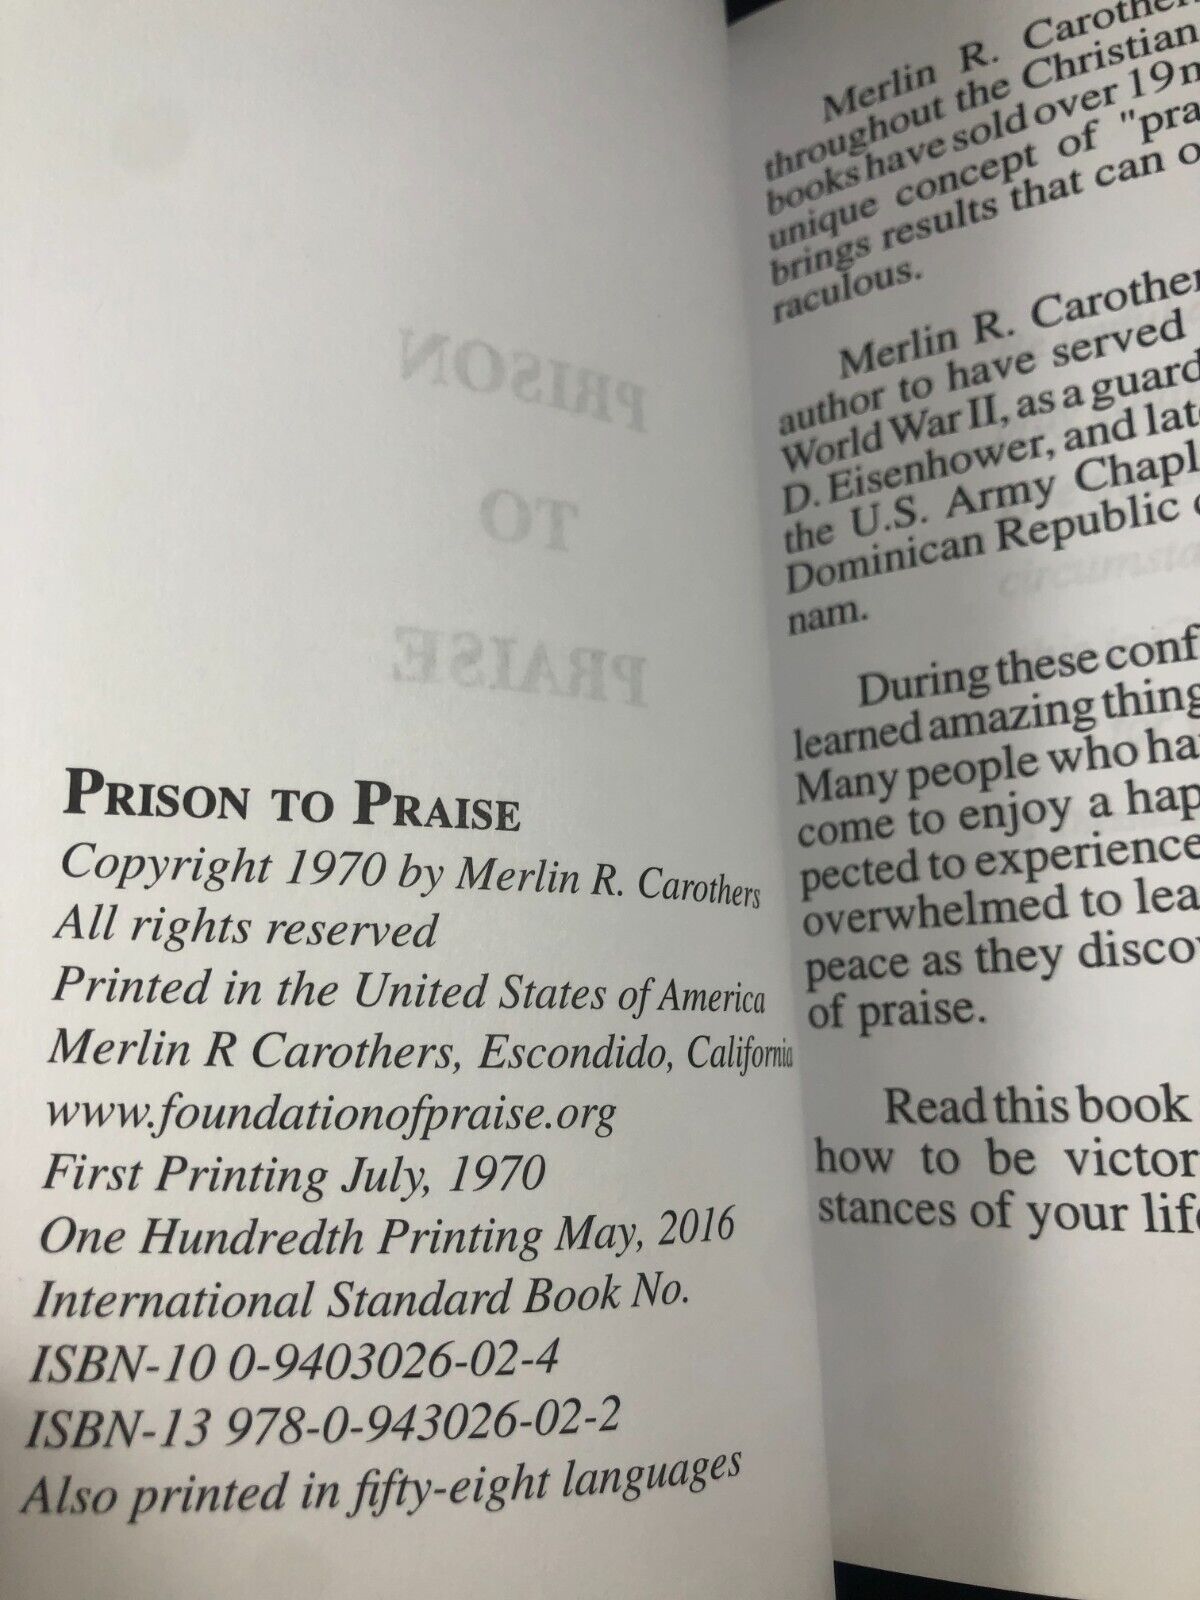 PRISON
TO
PRAISE
PRISON TO PRAISE
Copyright 1970 by Merlin R. Carothers
All rights reserved
Printed in the United States of America
Merlin R Carothers, Escondido, California
www.foundationofpraise.org
First Printing July, 1970
One Hundredth Printing May, 2016
International Standard Book No.
ISBN-10 0-9403026-02-4
ISBN-13 978-0-943026-02-2
Also printed in fifty-eight languages
Merlin R. Carothers
throughout the Christian
books have sold over 19
unique concept of "pra
brings results that can
raculous.
Merlin R. Carother
author to have served
World War II, as a guard
D. Eisenhower, and lat
the U.S. Army Chapl
Dominican Republic
nam.
During these conf
learned amazing thing
Many people who ha
come to enjoy a hap
pected to experience
overwhelmed to lea
peace as they disco
of praise.
Read this book
how to be victor
stances of your life